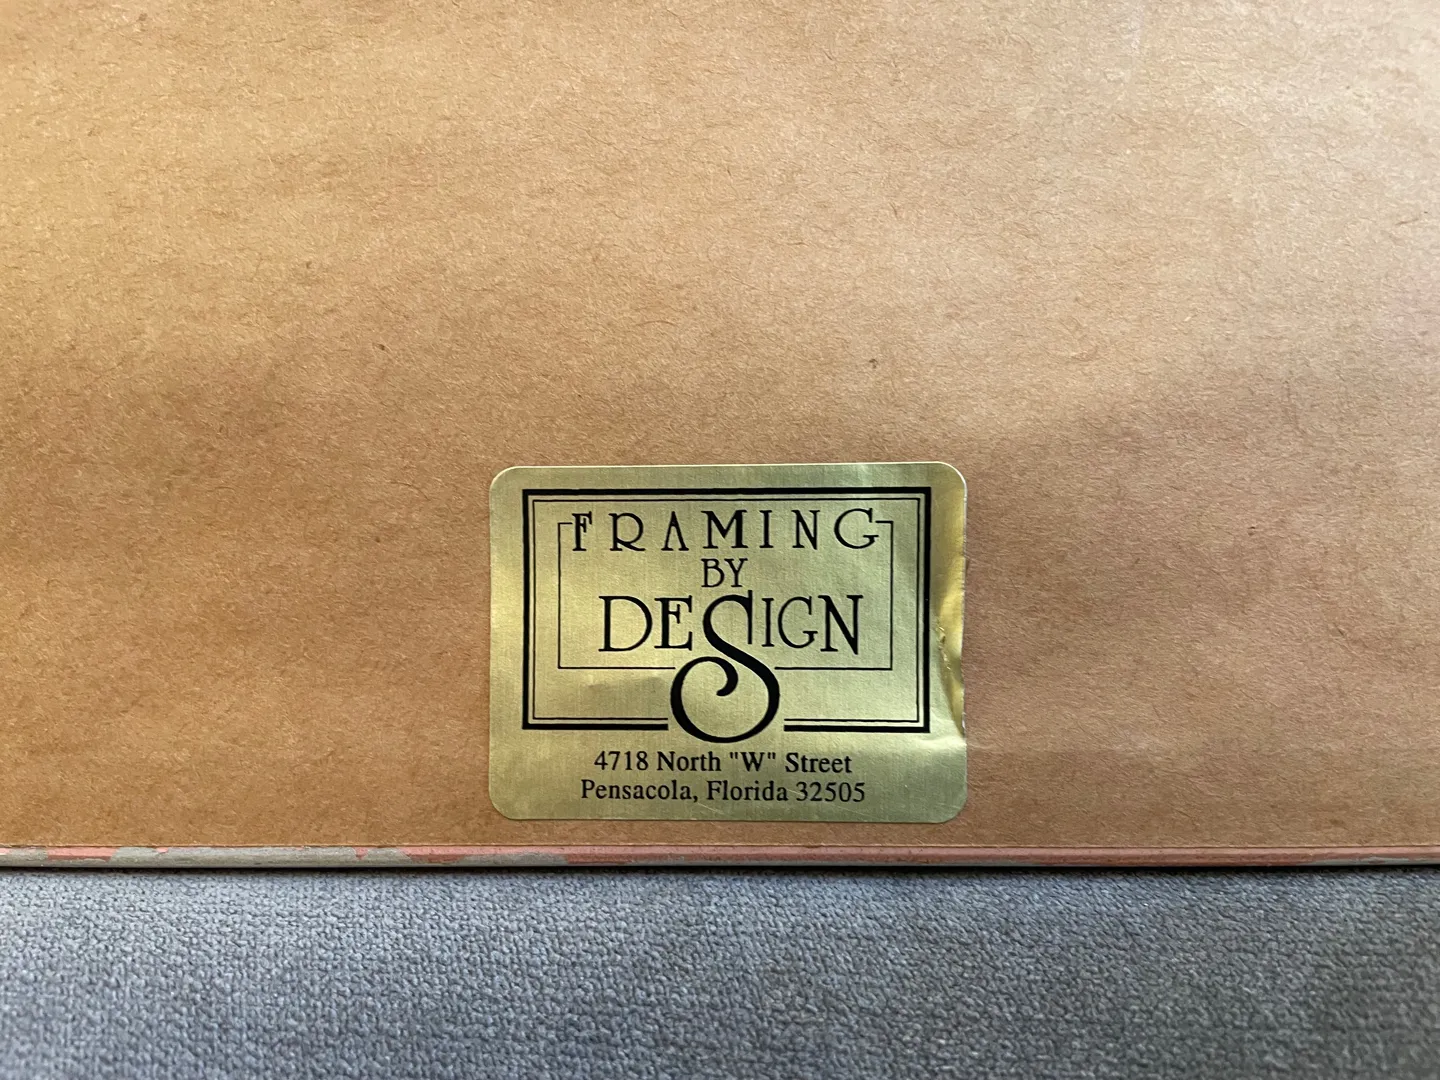 FRAMING
BY
DESIGN
4718 North "W" Street
Pensacola, Florida 32505